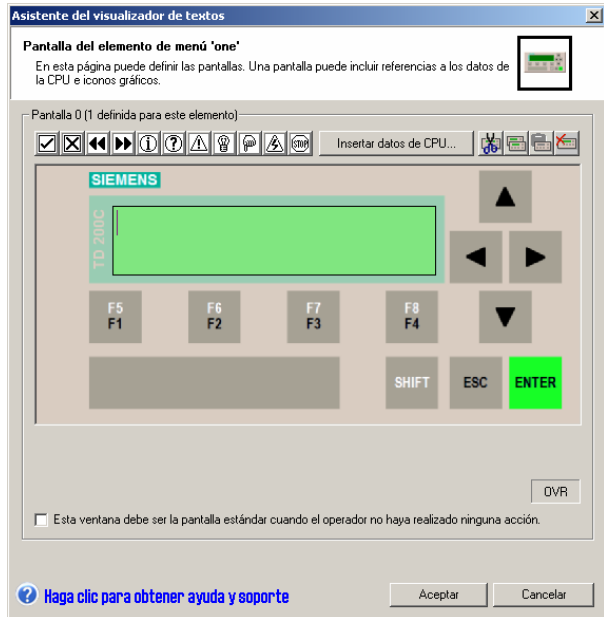 Asistente del visualizador de textos
Pantalla del elemento de menú 'one'
En esta página puede definir las pantallas. Una pantalla puede incluir referencias a los datos de
la CPU e iconos gráficos.
Pantalla 0 (1 definida para este elemento)
STOP Insertar datos de CPU...
SIEMENS
TD 200C
F5 F6 F7 F8
F1 F2 F3 F4
SHIFT ESC ENTER
OVR
Esta ventana debe ser la pantalla estándar cuando el operador no haya realizado ninguna acción.
Haga clic para obtener ayuda y soporte Aceptar Cancelar